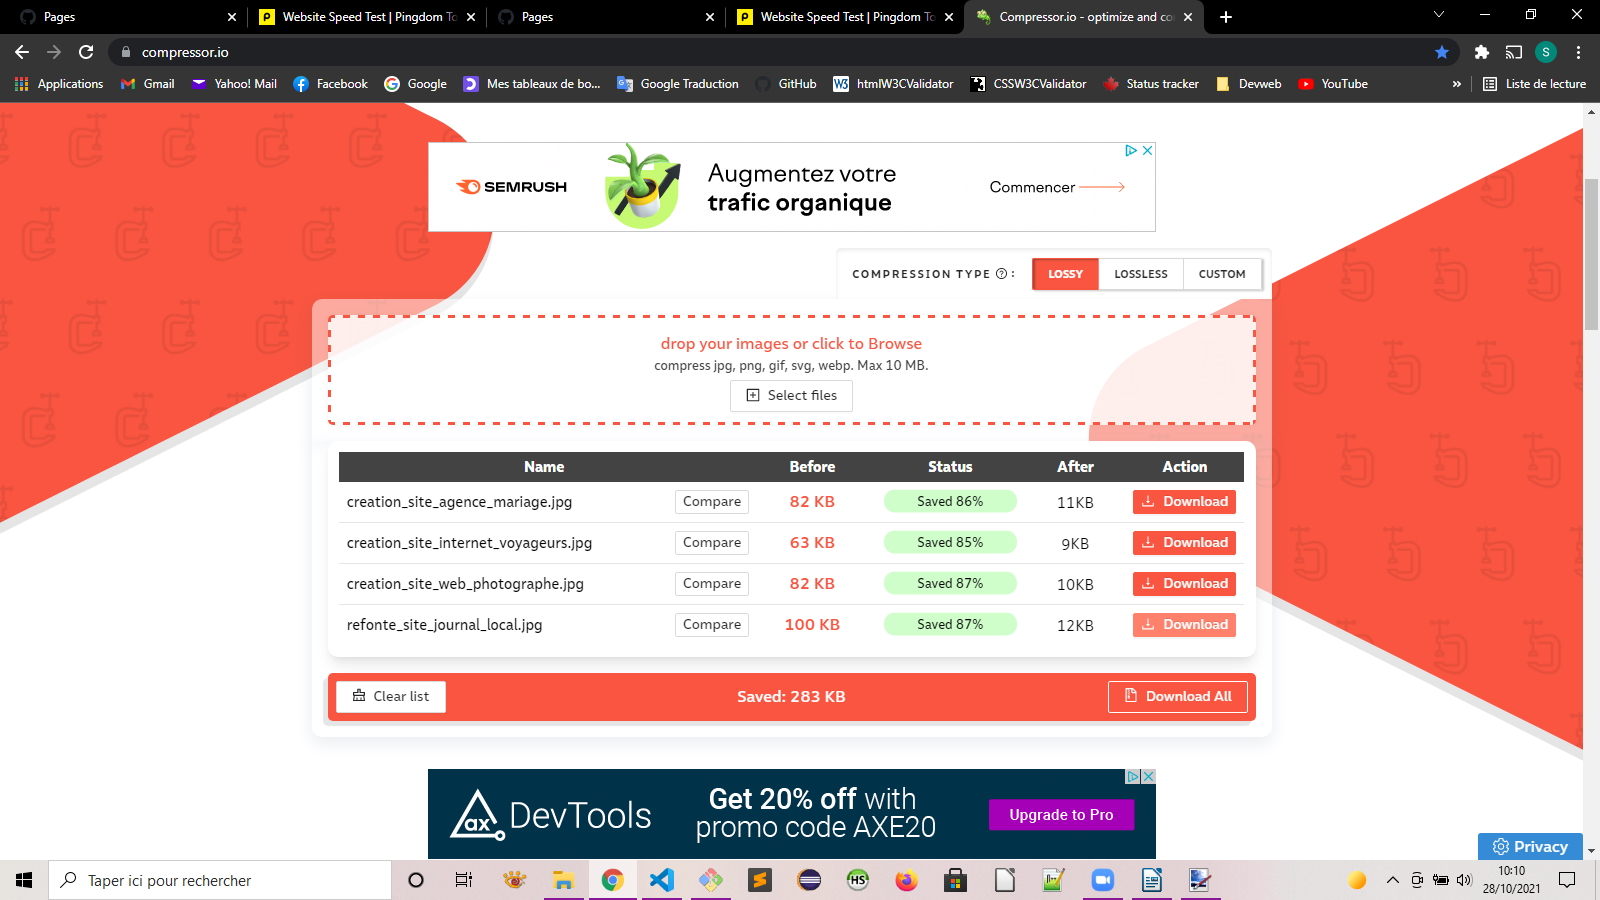 Pages
Website Speed Test | Pingdom To
Pages
Website Speed Test | Pingdom To
Compressor.io - optimize and co
compressor.io
S
Applications
Gmail
Yahoo! Mail
Facebook
Google
Mes tableaux de bo...
Google Traduction
GitHub
htmlW3CValidator
CSSW3CValidator
Status tracker
Devweb
YouTube
»
Liste de lecture
SEMRUSH
Augmentez votre
trafic organique
Commencer
COMPRESSION TYPE ? :
LOSSY
LOSSLESS
CUSTOM
drop your images or click to Browse
compress jpg, png, gif, svg, webp. Max 10 MB.
Select files
Name Before Status After Action
creation_site_agence_mariage.jpg Compare 82 KB Saved 86% 11KB Download
creation_site_internet_voyageurs.jpg Compare 63 KB Saved 85% 9KB Download
creation_site_web_photographe.jpg Compare 82 KB Saved 87% 10KB Download
refonte_site_journal_local.jpg Compare 100 KB Saved 87% 12KB Download
Clear list
Saved: 283 KB
Download All
ax DevTools
Get 20% off with
promo code AXE20
Upgrade to Pro
Privacy
Taper ici pour rechercher
HS
10:10
28/10/2021